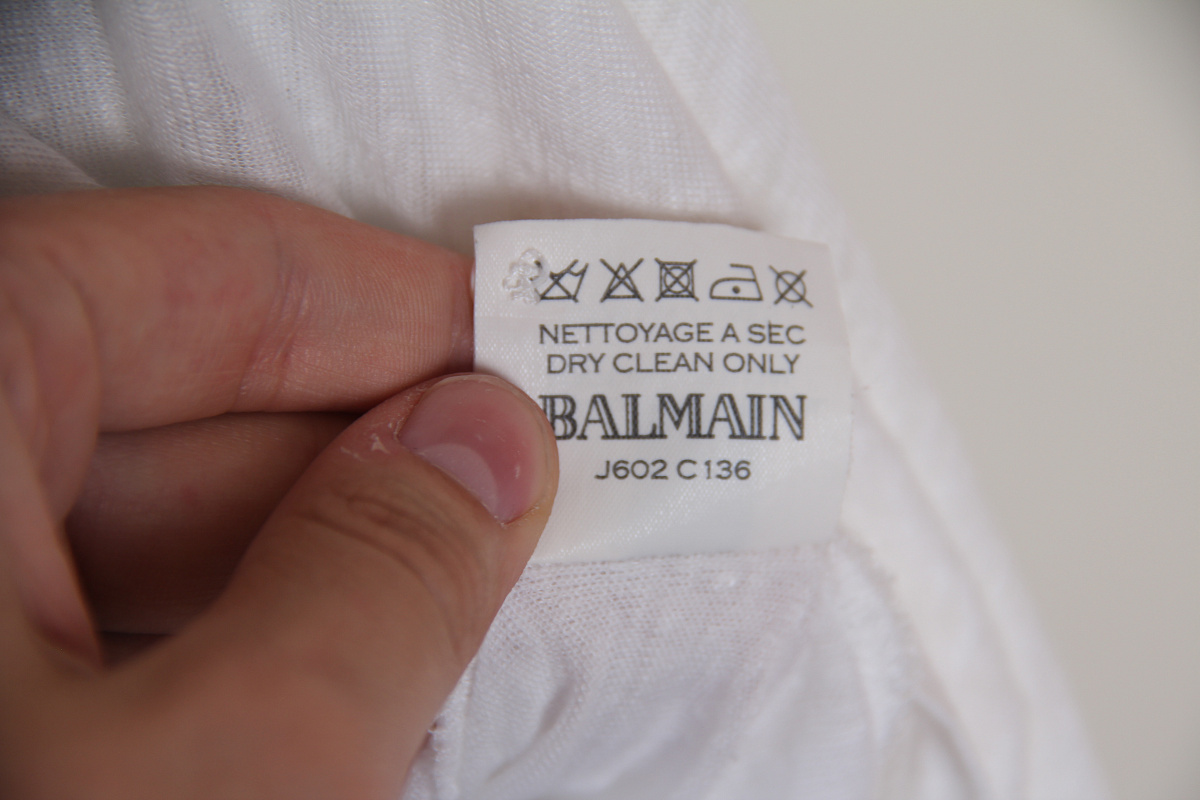 NETTOYAGE A SEC
DRY CLEAN ONLY
BALMAIN
J602 C136